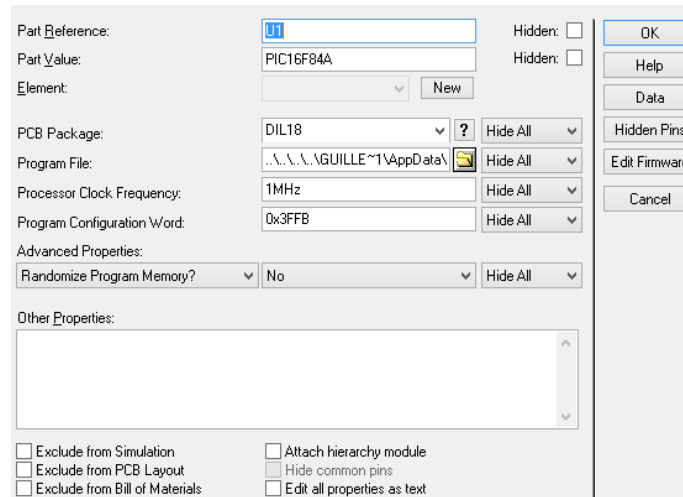 Part Reference: U1 Hidden: OK
Part Value: PIC16F84A Hidden: Help
Element: New Data
PCB Package: DIL18 ? Hide All Hidden Pins
Program File: ..\..\..\..\GUILLE~1\AppData\ Hide All Edit Firmwar
Processor Clock Frequency: 1MHz Hide All Cancel
Program Configuration Word: 0x3FFB Hide All
Advanced Properties:
Randomize Program Memory? No Hide All
Other Properties:
Exclude from Simulation Attach hierarchy module
Exclude from PCB Layout Hide common pins
Exclude from Bill of Materials Edit all properties as text